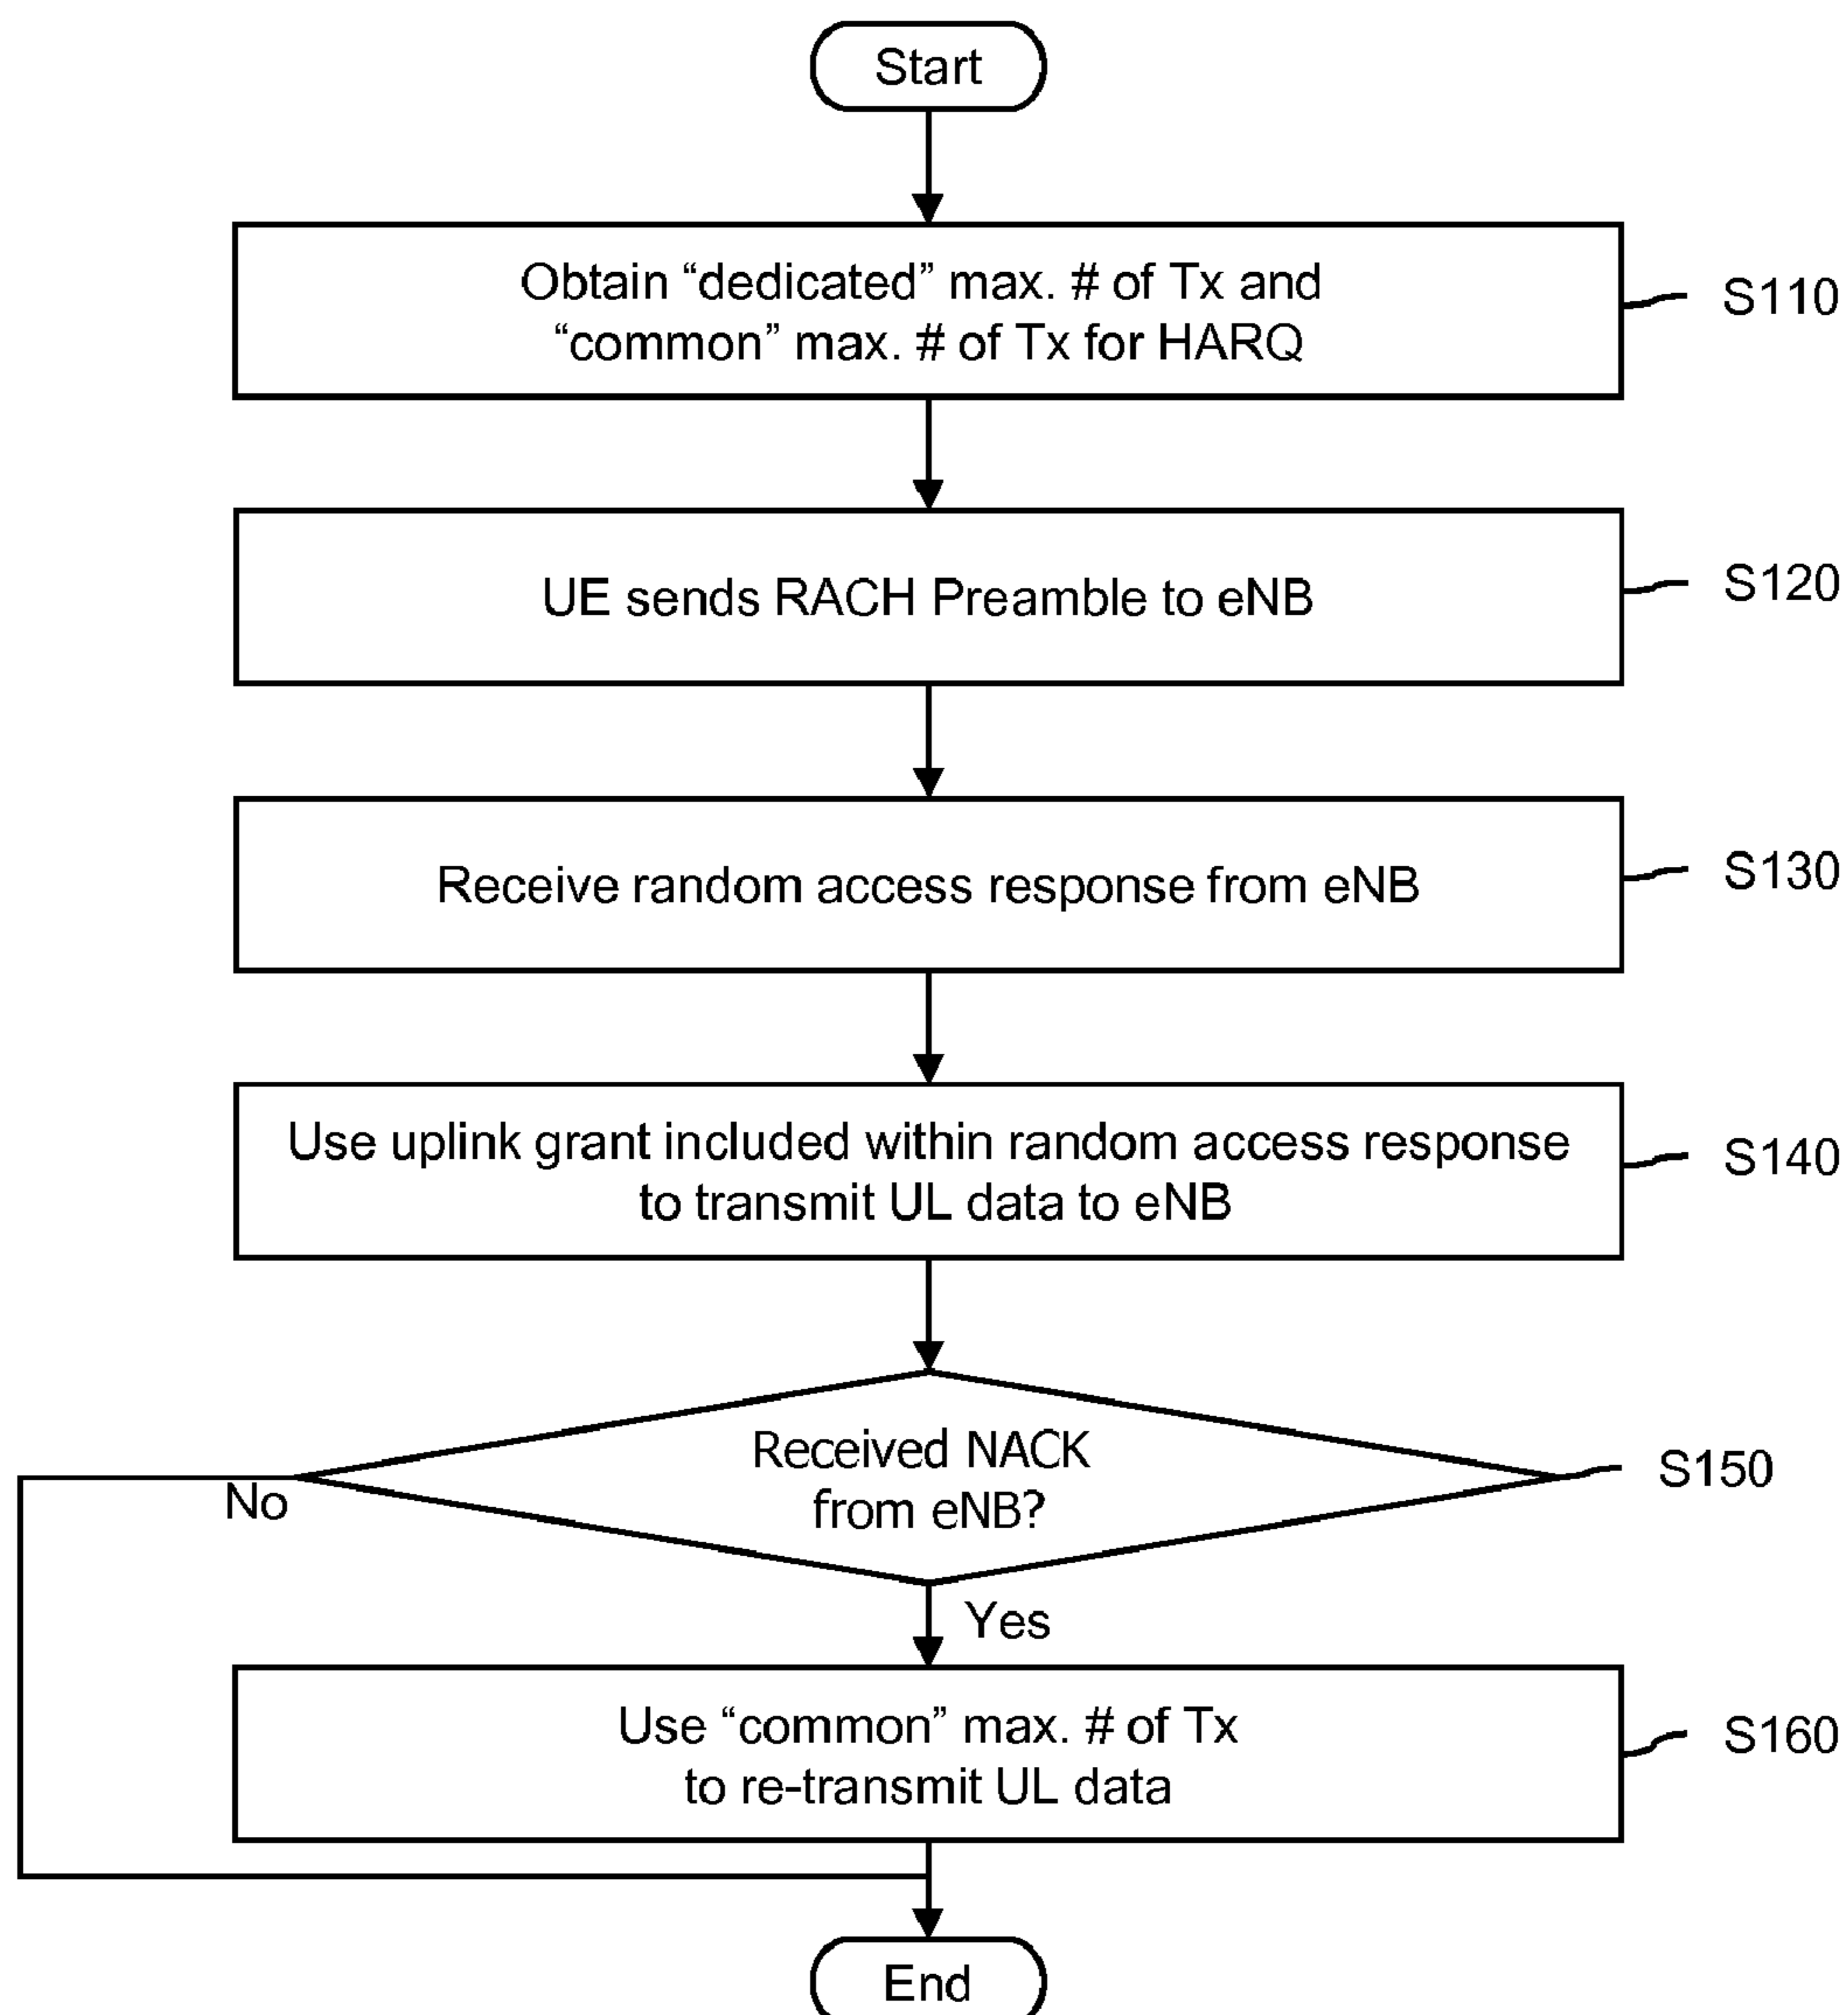 Start
Obtain “dedicated” max. # of Tx and
“common” max. # of Tx for HARQ
S110
UE sends RACH Preamble to eNB
S120
Receive random access response from eNB
S130
Use uplink grant included within random access response
to transmit UL data to eNB
S140
Received NACK
from eNB?
S150
No
Yes
Use “common” max. # of Tx
to re-transmit UL data
S160
End